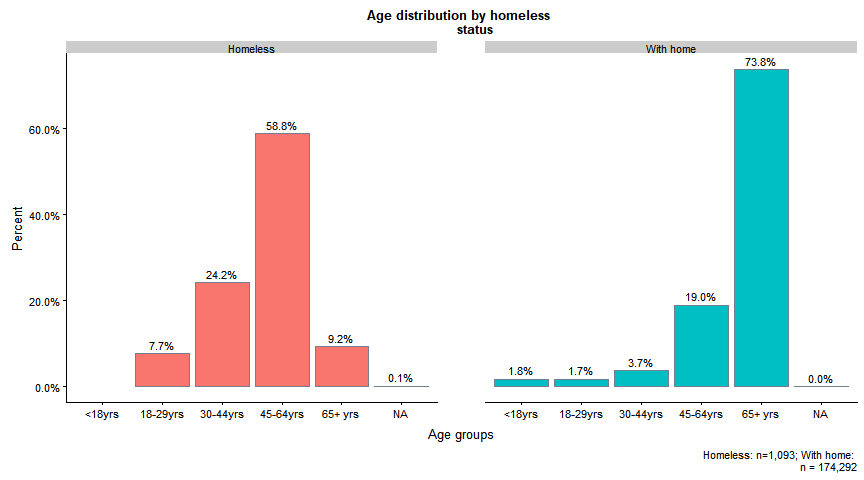 Age distribution by homeless
status
Homeless
With home
Percent
60.0%
40.0%
20.0%
0.0%
7.7%
24.2%
58.8%
9.2%
0.1%
<18yrs
18-29yrs
30-44yrs
45-64yrs
65+ yrs
NA
1.8%
1.7%
3.7%
19.0%
73.8%
0.0%
<18yrs
18-29yrs
30-44yrs
45-64yrs
65+ yrs
NA
Age groups
Homeless: n=1,093; With home:
n = 174,292